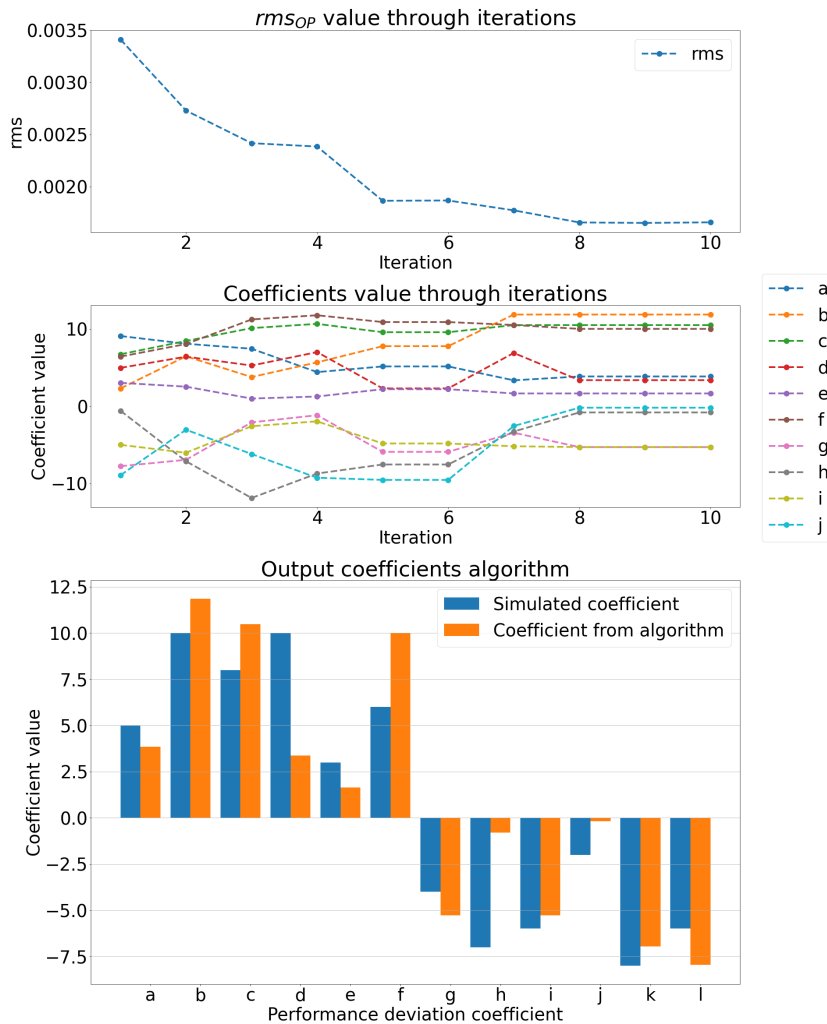 rms_OP value through iterations
0.0035
0.0030
0.0025
0.0020
rms
rms
2 4 6 8 10
Iteration
Coefficients value through iterations
10
0
−10
Coefficient value
2 4 6 8 10
Iteration
a
b
c
d
e
f
g
h
i
j
Output coefficients algorithm
12.5
10.0
7.5
5.0
2.5
0.0
−2.5
−5.0
−7.5
Coefficient value
Simulated coefficient
Coefficient from algorithm
a b c d e f g h i j k l
Performance deviation coefficient